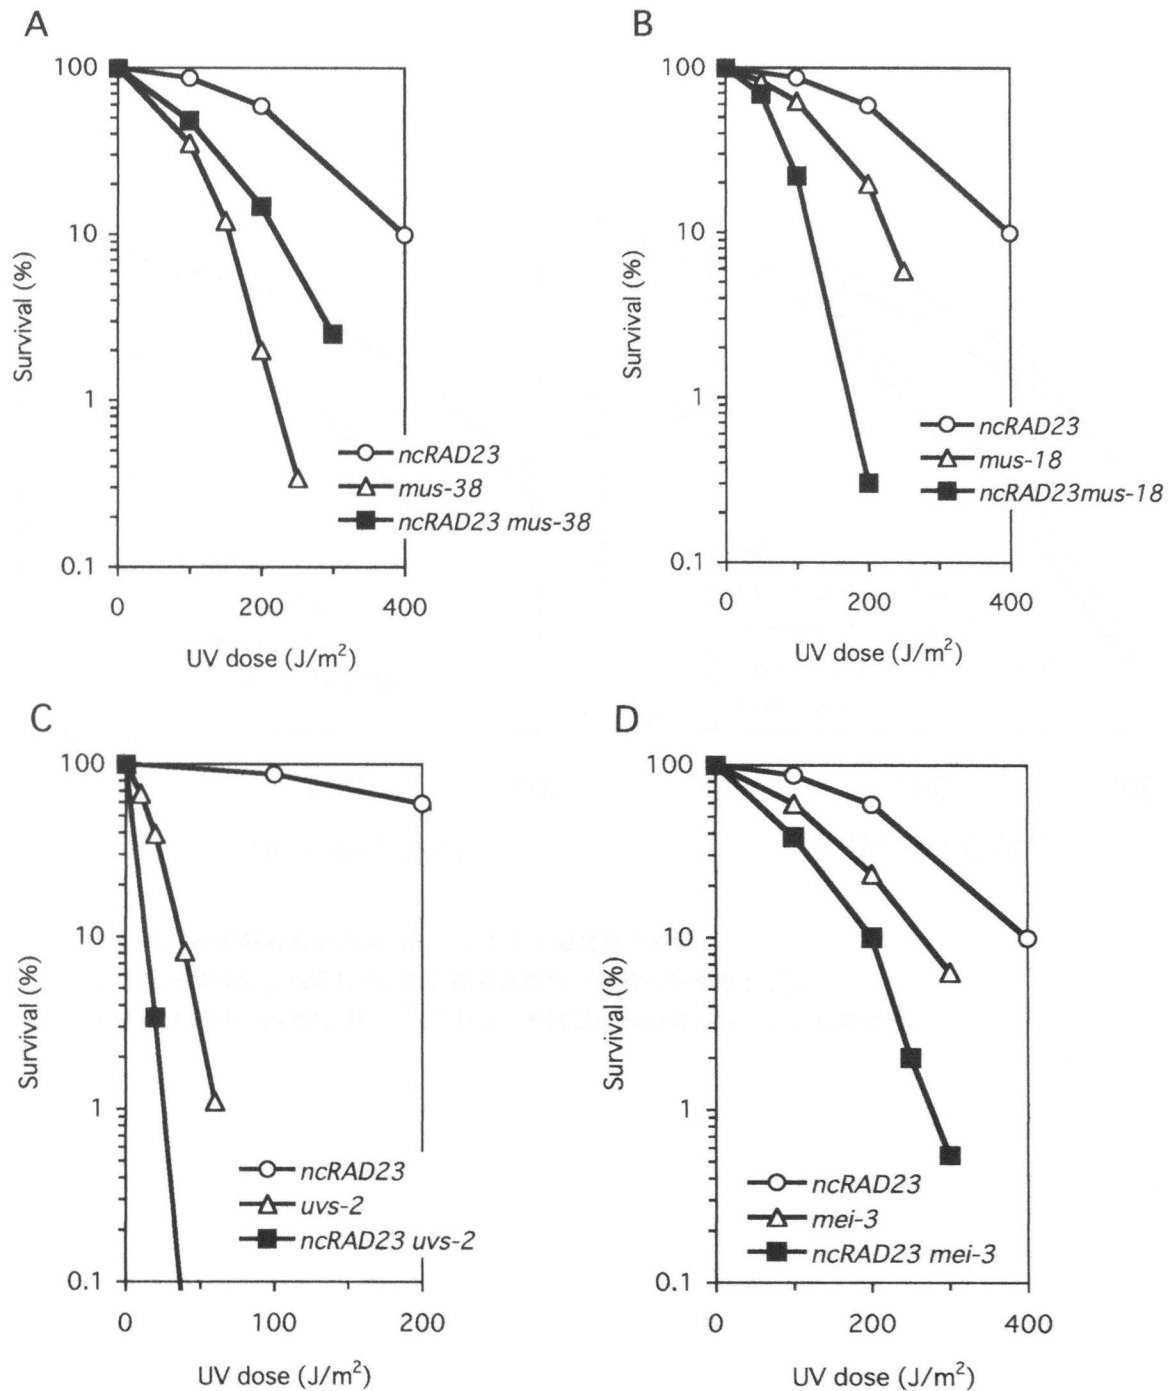 A
B
100
10
1
0.1
Survival (%)
0
200
400
UV dose (J/m²)
ncRAD23
mus-38
ncRAD23 mus-38
100
10
1
0.1
Survival (%)
0
200
400
UV dose (J/m²)
ncRAD23
mus-18
ncRAD23mus-18
C
D
100
10
1
0.1
Survival (%)
0
100
200
UV dose (J/m²)
ncRAD23
uvs-2
ncRAD23 uvs-2
100
10
1
0.1
Survival (%)
0
200
400
UV dose (J/m²)
ncRAD23
mei-3
ncRAD23 mei-3